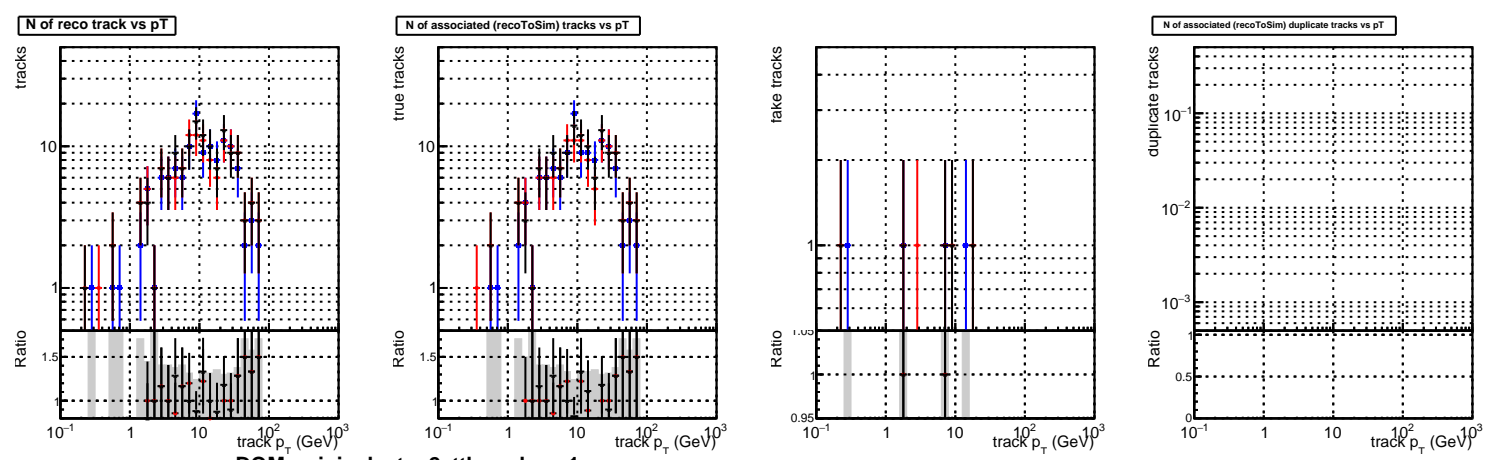 N of reco track vs pT
tracks
10
1
Ratio
1.5
1
10⁻¹ 1 10 10² 10³
track p_T (GeV)
N of associated (recoToSim) tracks vs pT
true tracks
10
1
Ratio
1.5
1
10⁻¹ 1 10 10² 10³
track p_T (GeV)
fake tracks
1
Ratio
1.05
1
0.95
10⁻¹ 1 10 10² 10³
track p_T (GeV)
N of associated (recoToSim) duplicate tracks vs pT
duplicate tracks
10⁻¹
10⁻²
10⁻³
Ratio
1
0.5
0
10⁻¹ 1 10 10² 10³
track p_T (GeV)